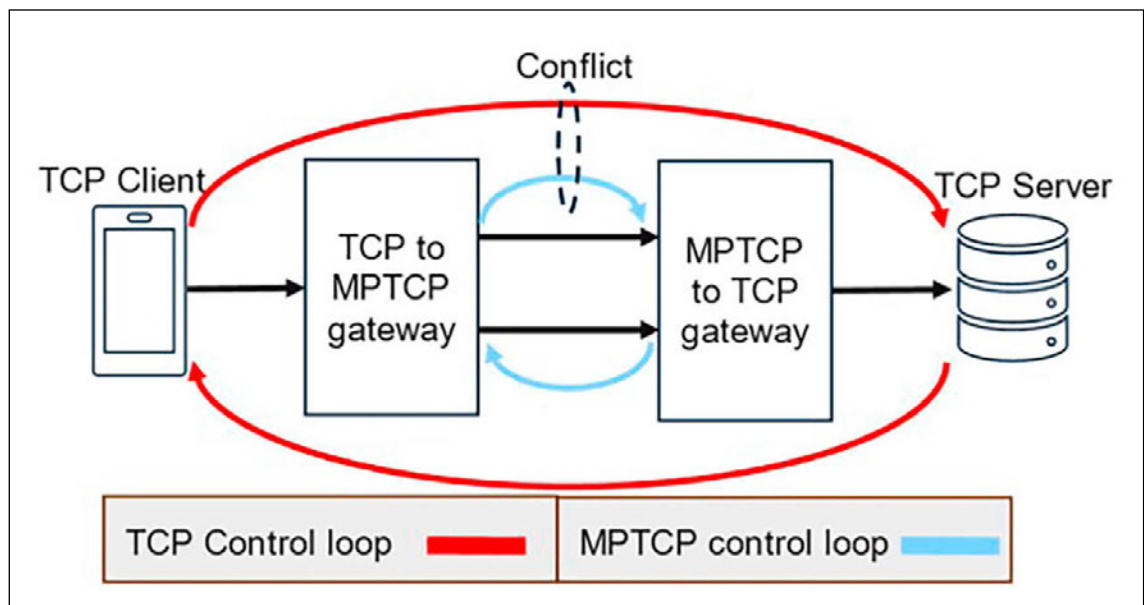 Conflict
TCP Client
TCP Server
TCP to
MPTCP
gateway
MPTCP
to TCP
gateway
TCP Control loop
MPTCP control loop